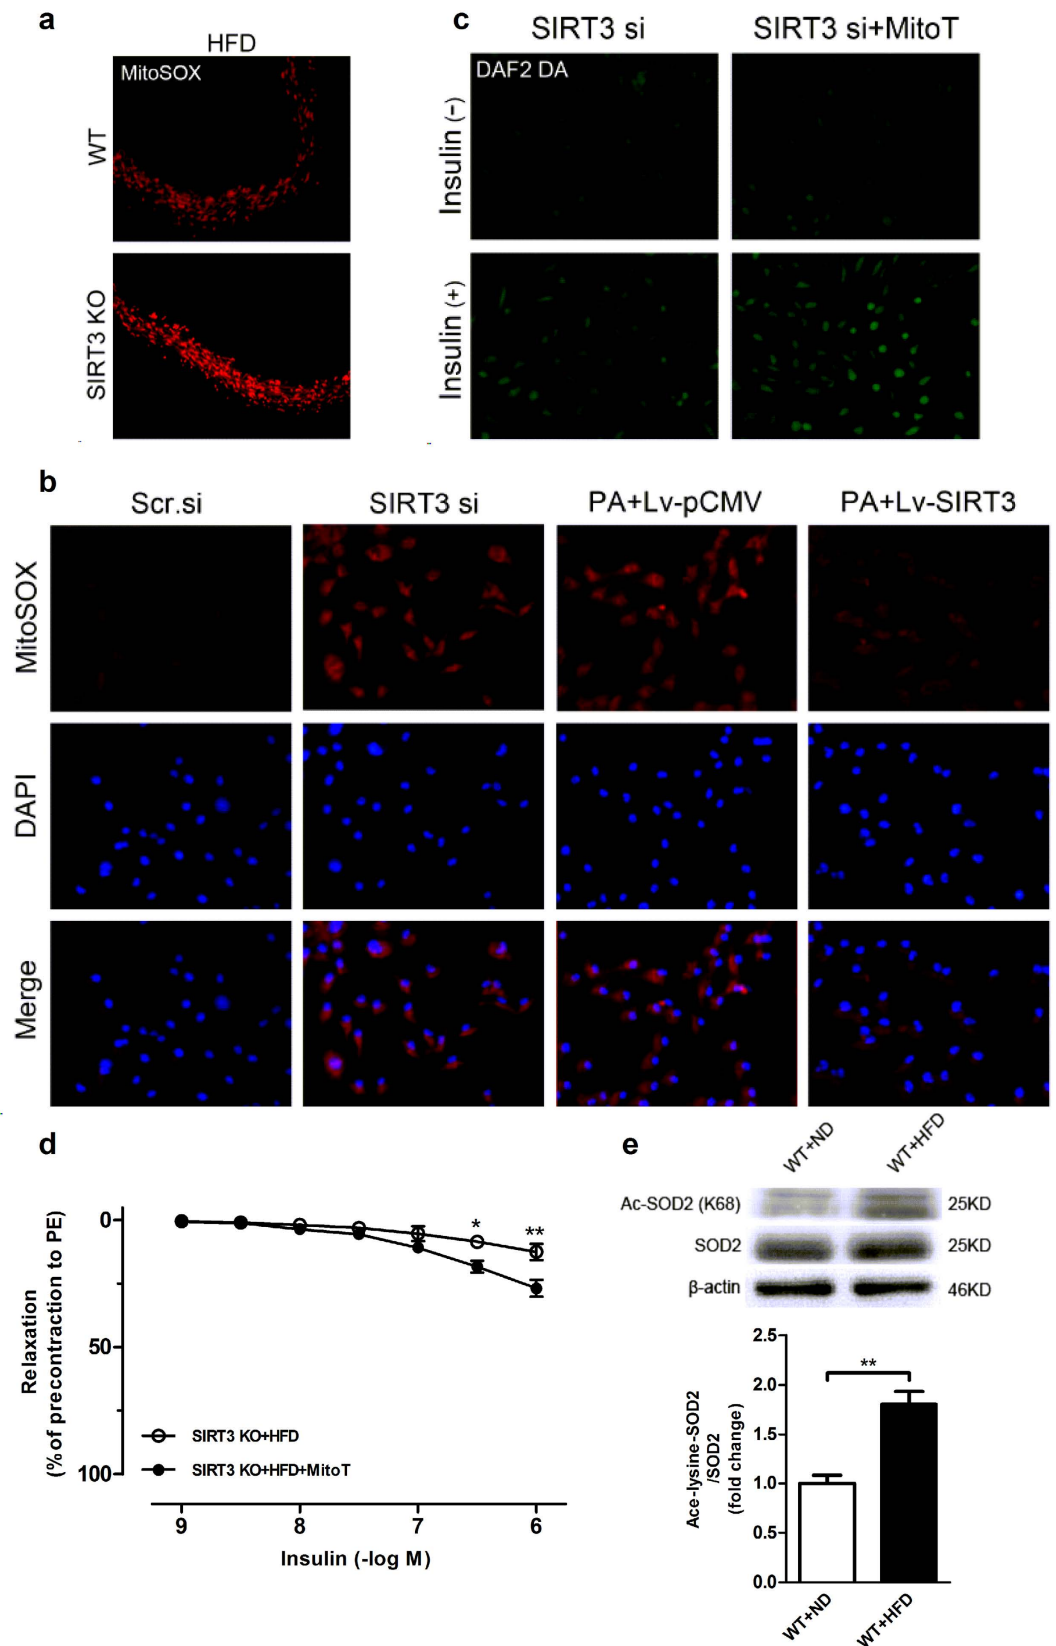 a
HFD
MitoSOX
WT
SIRT3 KO
c
SIRT3 si
SIRT3 si+MitoT
DAF2 DA
Insulin (−)
Insulin (+)
b
Scr.si
SIRT3 si
PA+Lv-pCMV
PA+Lv-SIRT3
MitoSOX
DAPI
Merge
d
Relaxation
(% of precontraction to PE)
0
50
100
*
**
SIRT3 KO+HFD
SIRT3 KO+HFD+MitoT
9
8
7
6
Insulin (-log M)
e
WT+ND
WT+HFD
Ac-SOD2 (K68)
25KD
SOD2
25KD
β-actin
46KD
Ace-lysine-SOD2
/SOD2
(fold change)
2.5
2.0
1.5
1.0
0.5
0.0
**
WT+ND
WT+HFD